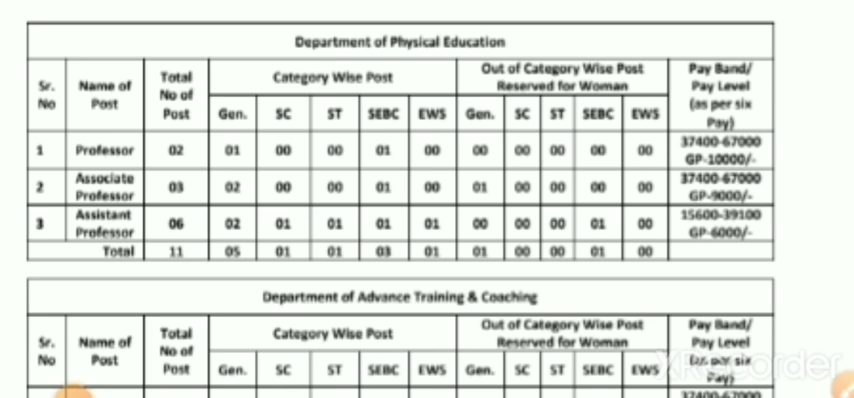 Department of Physical Education
Sr. No Name of Post Total No of Post Category Wise Post Out of Category Wise Post Reserved for Woman Pay Band/ Pay Level (as per six Pay)
Gen. SC ST SEBC EWS Gen. SC ST SEBC EWS
1 Professor 02 01 00 00 01 00 00 00 00 00 00 37400-67000 GP-10000/-
2 Associate Professor 03 02 00 00 01 00 01 00 00 00 00 37400-67000 GP-9000/-
3 Assistant Professor 06 02 01 01 01 01 00 00 00 01 00 15600-39100 GP-6000/-
Total 11 05 01 01 03 01 01 00 00 01 00
Department of Advance Training & Coaching
Sr. No Name of Post Total No of Post Category Wise Post Out of Category Wise Post Reserved for Woman Pay Band/ Pay Level (as per six Pay)
Gen. SC ST SEBC EWS Gen. SC ST SEBC EWS
37400-67000
XRecorder